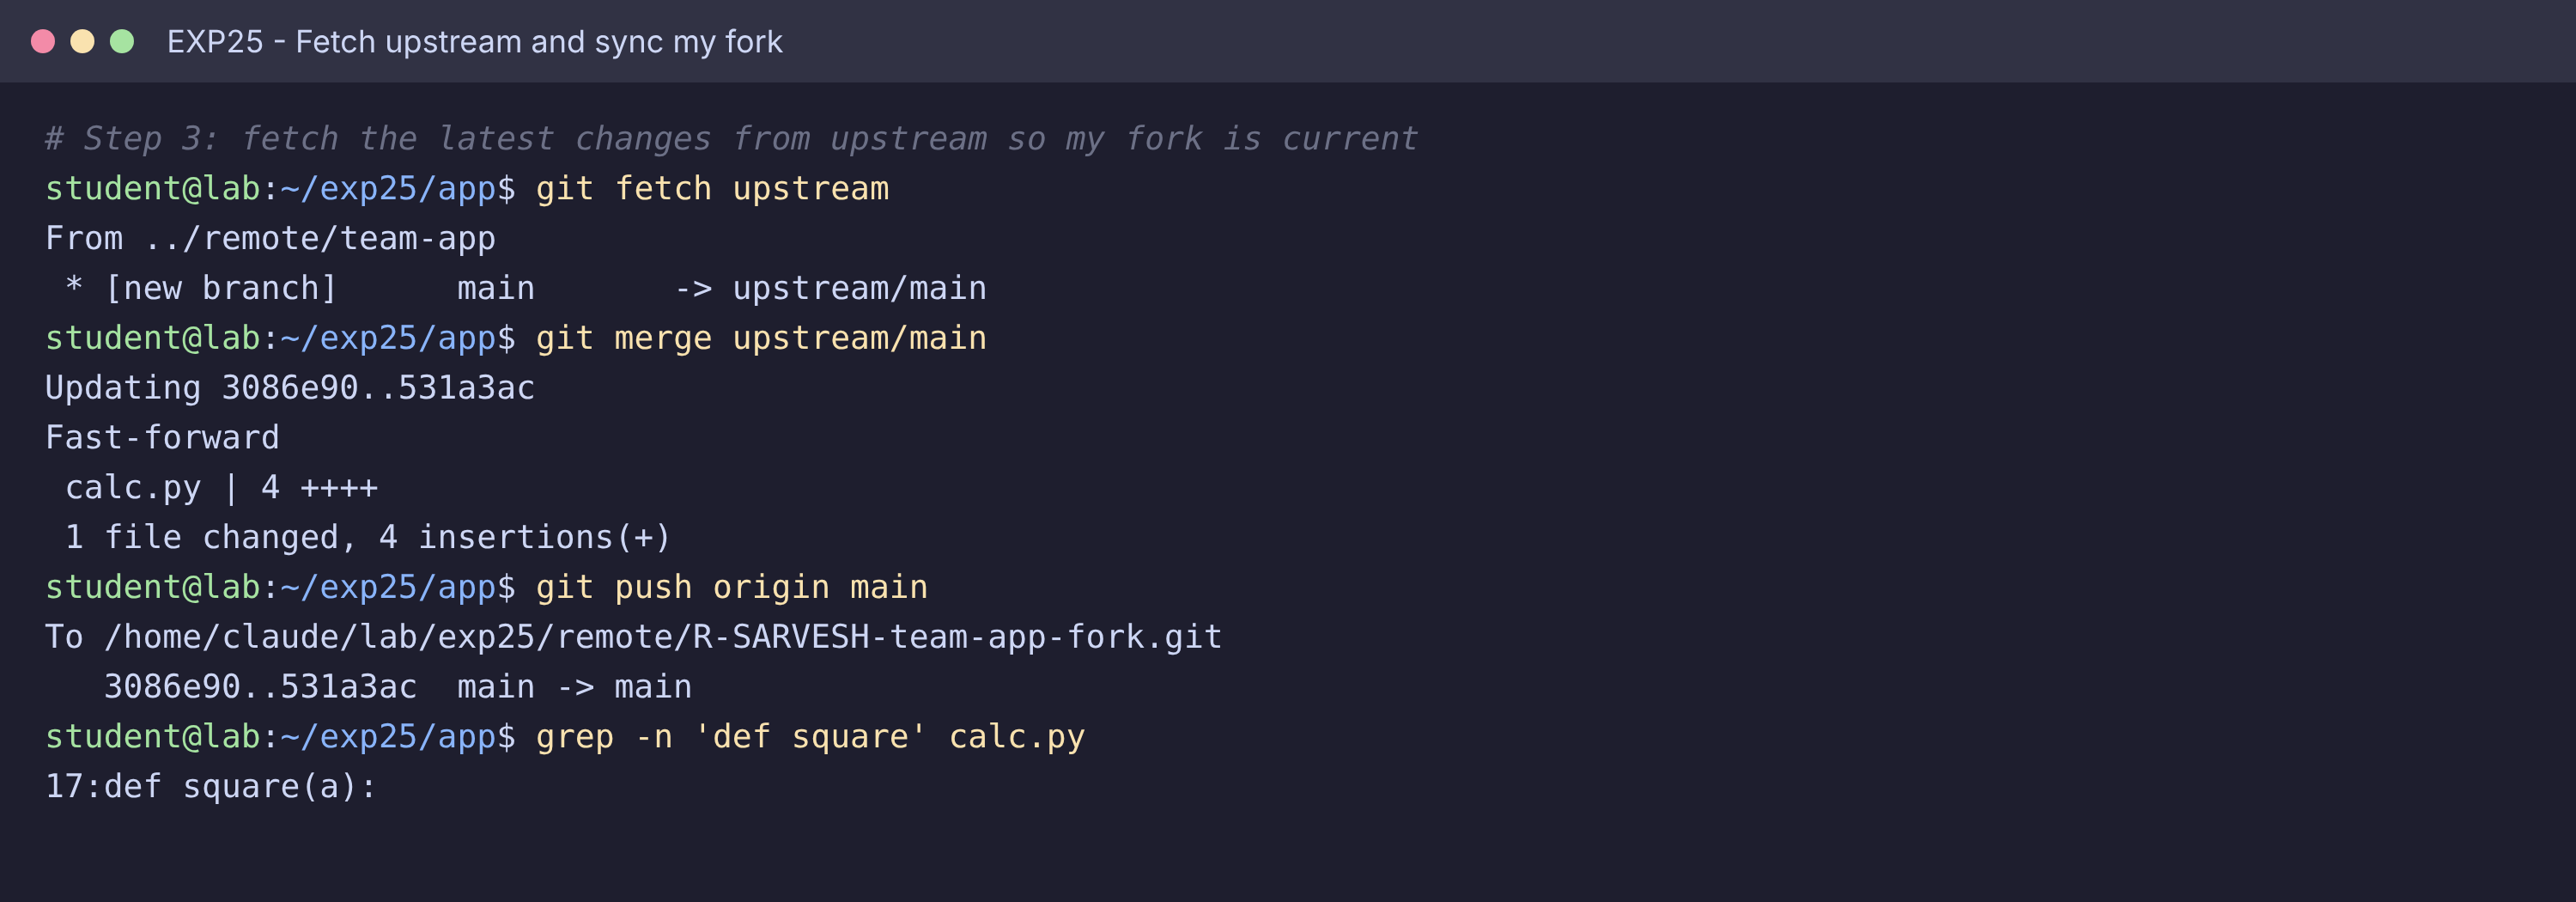 EXP25 - Fetch upstream and sync my fork
# Step 3: fetch the latest changes from upstream so my fork is current
student@lab:~/exp25/app$ git fetch upstream
From ../remote/team-app
 * [new branch]      main       -> upstream/main
student@lab:~/exp25/app$ git merge upstream/main
Updating 3086e90..531a3ac
Fast-forward
 calc.py | 4 ++++
 1 file changed, 4 insertions(+)
student@lab:~/exp25/app$ git push origin main
To /home/claude/lab/exp25/remote/R-SARVESH-team-app-fork.git
   3086e90..531a3ac  main -> main
student@lab:~/exp25/app$ grep -n 'def square' calc.py
17:def square(a):